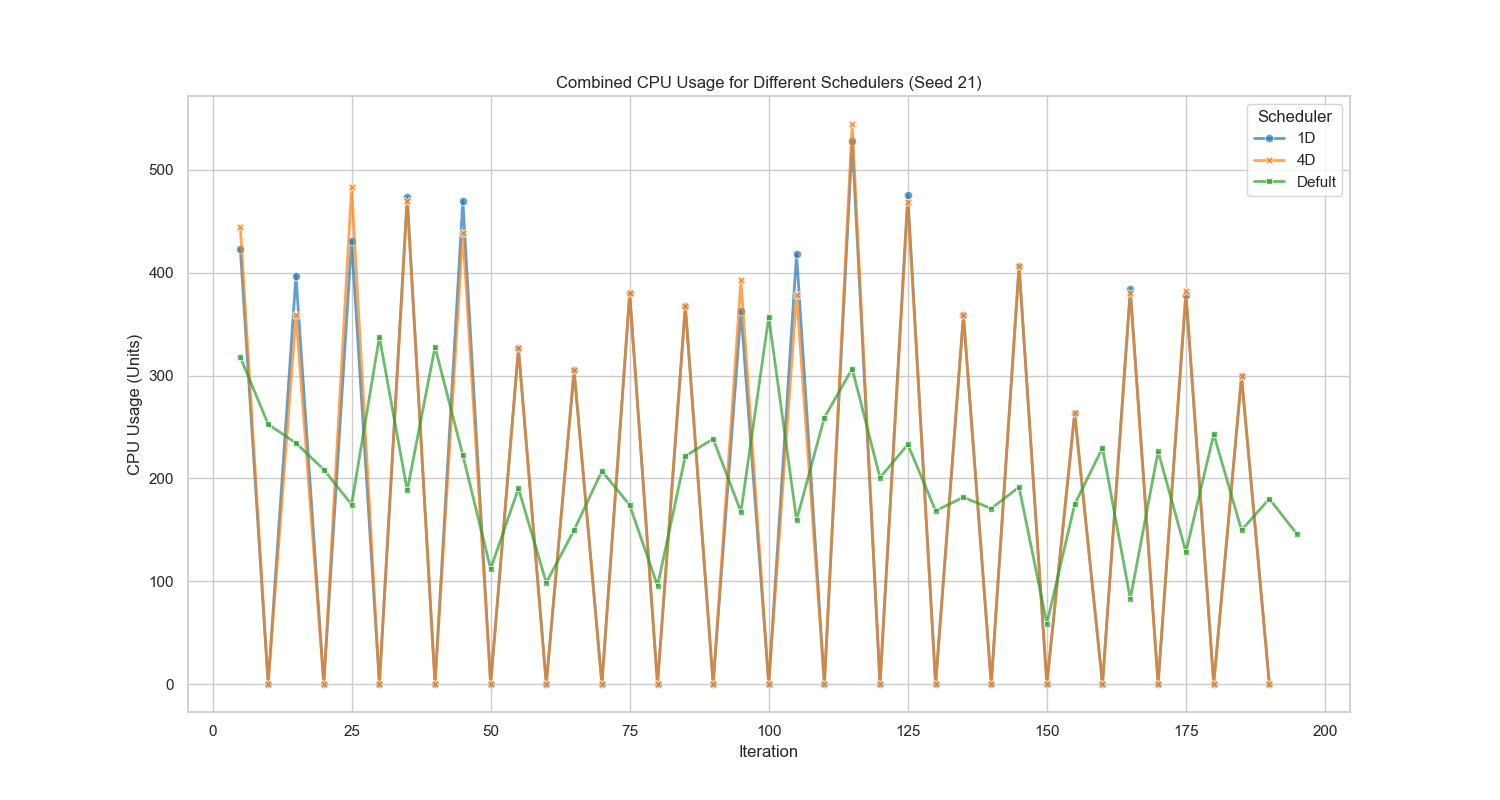 Combined CPU Usage for Different Schedulers (Seed 21)
Scheduler
1D
4D
Defult
CPU Usage (Units)
500
400
300
200
100
0
0 25 50 75 100 125 150 175 200
Iteration